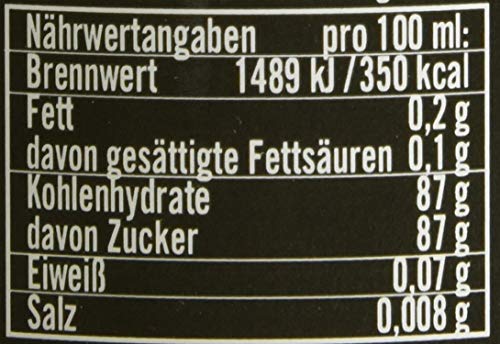 Nährwertangaben pro 100 ml:
Brennwert 1489 kJ / 350 kcal
Fett 0,2 g
davon gesättigte Fettsäuren 0,1 g
Kohlenhydrate 87 g
davon Zucker 87 g
Eiweiß 0,07 g
Salz 0,008 g